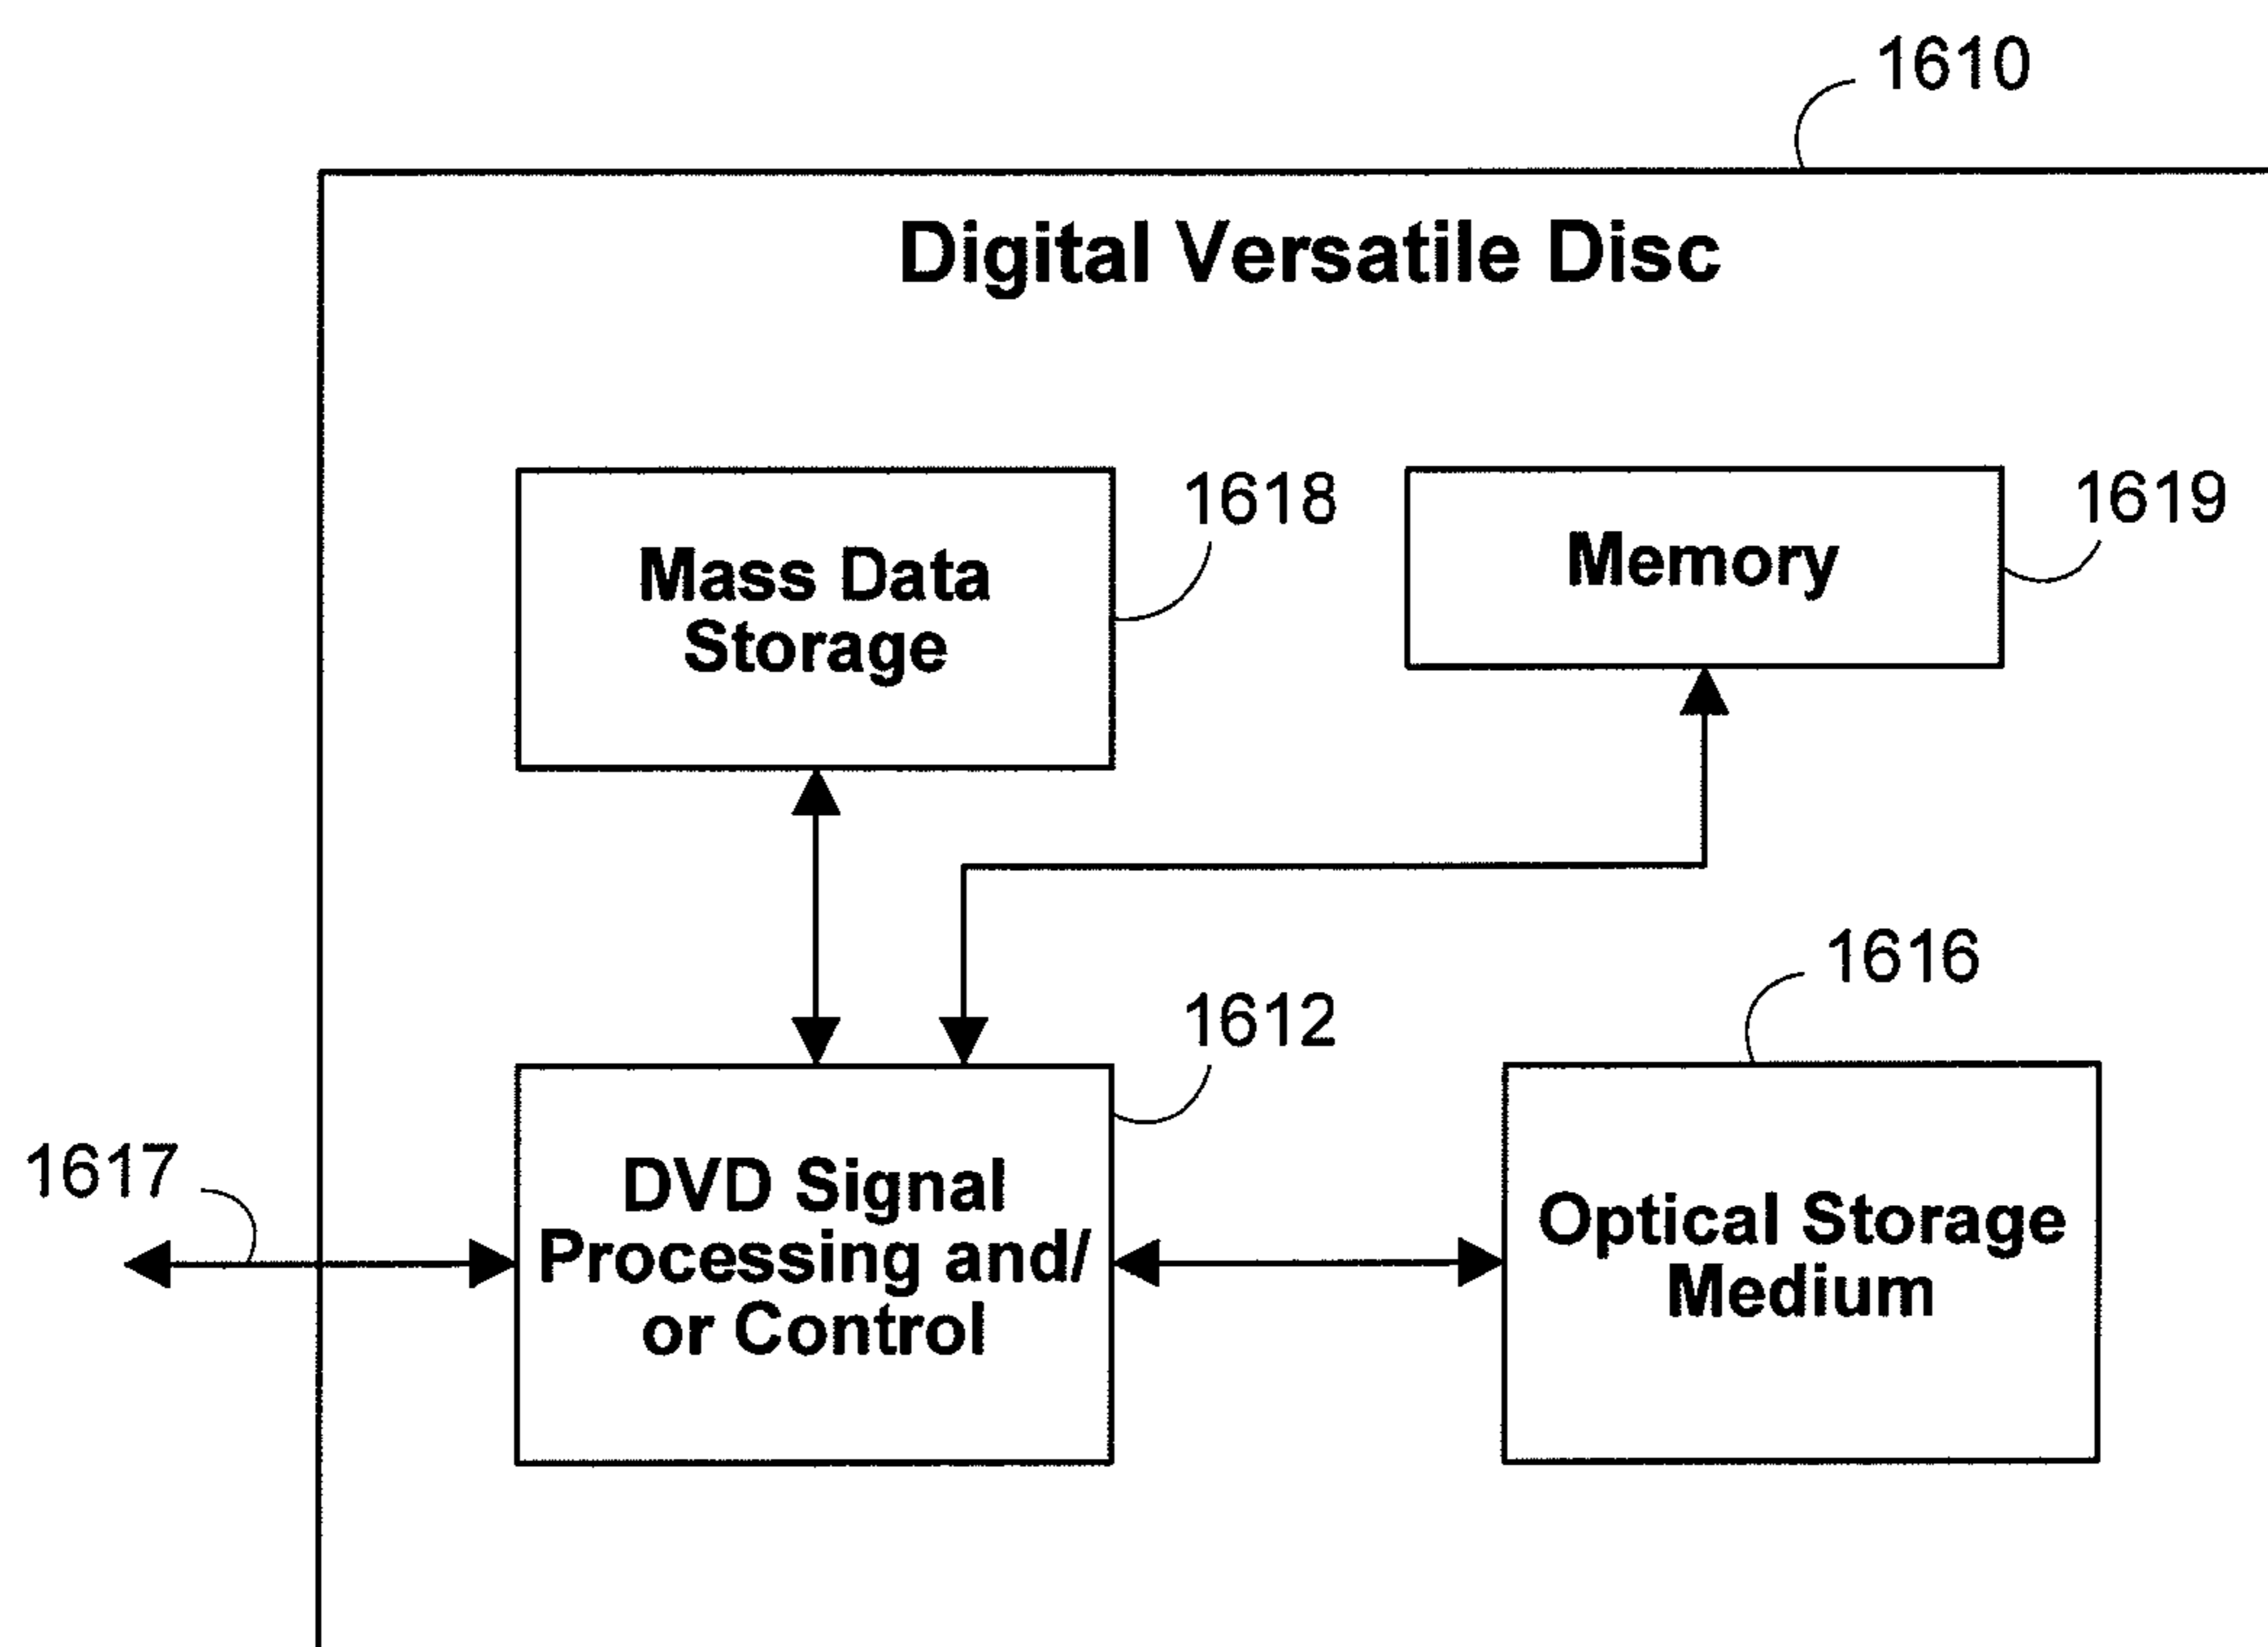 1610
Digital Versatile Disc
1618
1619
Mass Data
Storage
Memory
1616
1612
1617
DVD Signal
Processing and/
or Control
Optical Storage
Medium